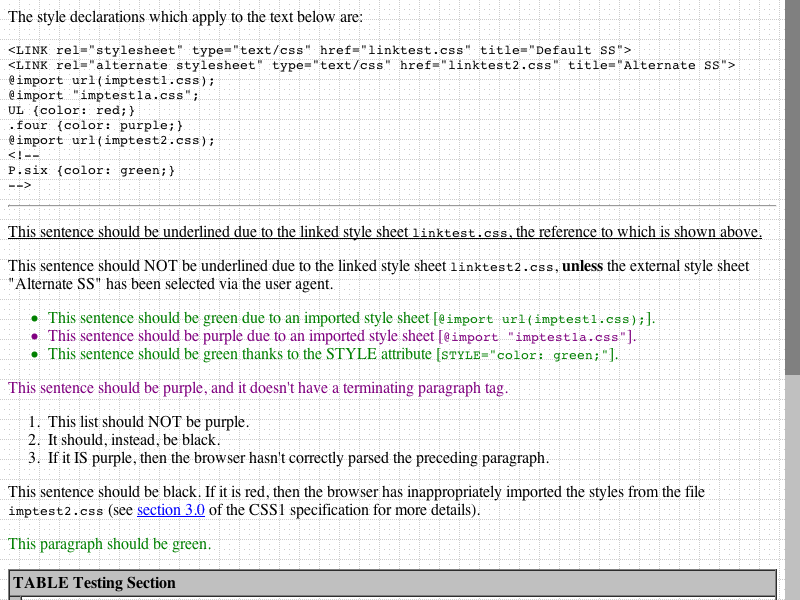 The style declarations which apply to the text below are:
<LINK rel="stylesheet" type="text/css" href="linktest.css" title="Default SS">
<LINK rel="alternate stylesheet" type="text/css" href="linktest2.css" title="Alternate SS">
@import url(imptest1.css);
@import "imptest1a.css";
UL {color: red;}
.four {color: purple;}
@import url(imptest2.css);
<!--
P.six {color: green;}
-->
This sentence should be underlined due to the linked style sheet linktest.css, the reference to which is shown above.
This sentence should NOT be underlined due to the linked style sheet linktest2.css, unless the external style sheet
"Alternate SS" has been selected via the user agent.
• This sentence should be green due to an imported style sheet [@import url(imptest1.css);].
• This sentence should be purple due to an imported style sheet [@import "imptest1a.css"].
• This sentence should be green thanks to the STYLE attribute [STYLE="color: green;"].
This sentence should be purple, and it doesn't have a terminating paragraph tag.
1. This list should NOT be purple.
2. It should, instead, be black.
3. If it IS purple, then the browser hasn't correctly parsed the preceding paragraph.
This sentence should be black. If it is red, then the browser has inappropriately imported the styles from the file
imptest2.css (see section 3.0 of the CSS1 specification for more details).
This paragraph should be green.
TABLE Testing Section